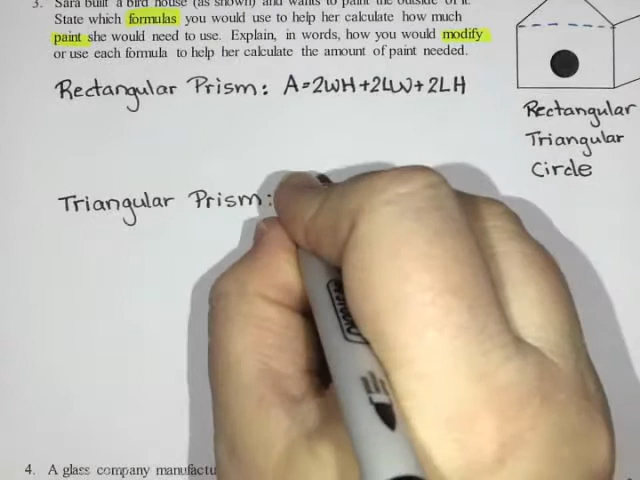 3. Sara built a bird house (as shown) and wants to paint the outside of it.
State which formulas you would use to help her calculate how much
paint she would need to use. Explain, in words, how you would modify
or use each formula to help her calculate the amount of paint needed.
Rectangular Prism: A=2WH+2LW+2LH
Rectangular
Triangular
Circle
Triangular Prism:
4. A glass company manufactu